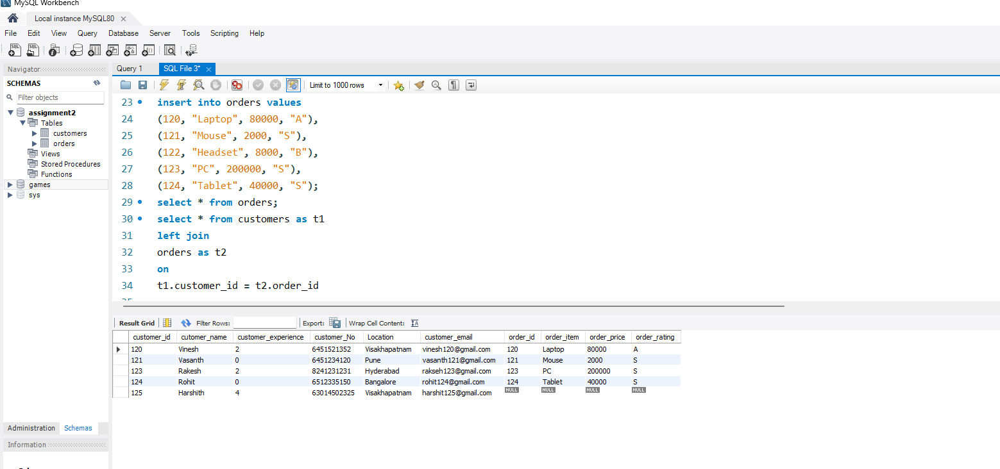 MySQL Workbench
Local instance MySQL80
File Edit View Query Database Server Tools Scripting Help
Navigator
Query 1 SQL File 3*
SCHEMAS
Limit to 1000 rows
Filter objects
assignment2
Tables
customers
orders
Views
Stored Procedures
Functions
games
sys
23 insert into orders values
24 (120, "Laptop", 80000, "A"),
25 (121, "Mouse", 2000, "S"),
26 (122, "Headset", 8000, "B"),
27 (123, "PC", 200000, "S"),
28 (124, "Tablet", 40000, "S");
29 select * from orders;
30 select * from customers as t1
31 left join
32 orders as t2
33 on
34 t1.customer_id = t2.order_id
35
Result Grid Filter Rows: Export: Wrap Cell Content:
customer_id cutomer_name customer_experience customer_No Location customer_email order_id order_item order_price order_rating
120 Vinesh 2 6451521352 Visakhapatnam vinesh120@gmail.com 120 Laptop 80000 A
121 Vasanth 0 6451234120 Pune vasanth121@gmail.com 121 Mouse 2000 S
123 Rakesh 2 8241231231 Hyderabad rakseh123@gmail.com 123 PC 200000 S
124 Rohit 0 6512335150 Bangalore rohit124@gmail.com 124 Tablet 40000 S
125 Harshith 4 63014502325 Visakhapatnam harshit125@gmail.com NULL NULL NULL NULL
Administration Schemas
Information